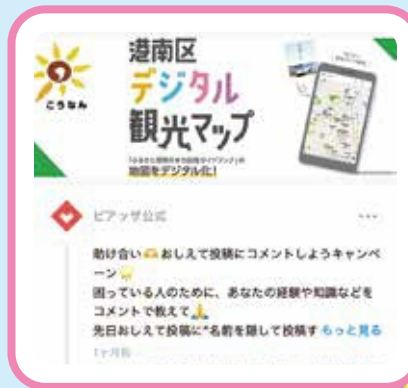 港南区
デジタル
観光マップ
こうなん
地図をデジタル化!
ピアッザ公式
助け合い🫶おしえて投稿にコメントしようキャンペ
ーン
困っている人のために、あなたの経験や知識などを
コメントで教えて🙏
先日おしえて投稿に"名前を隠して投稿す もっと見る
1ヶ月前